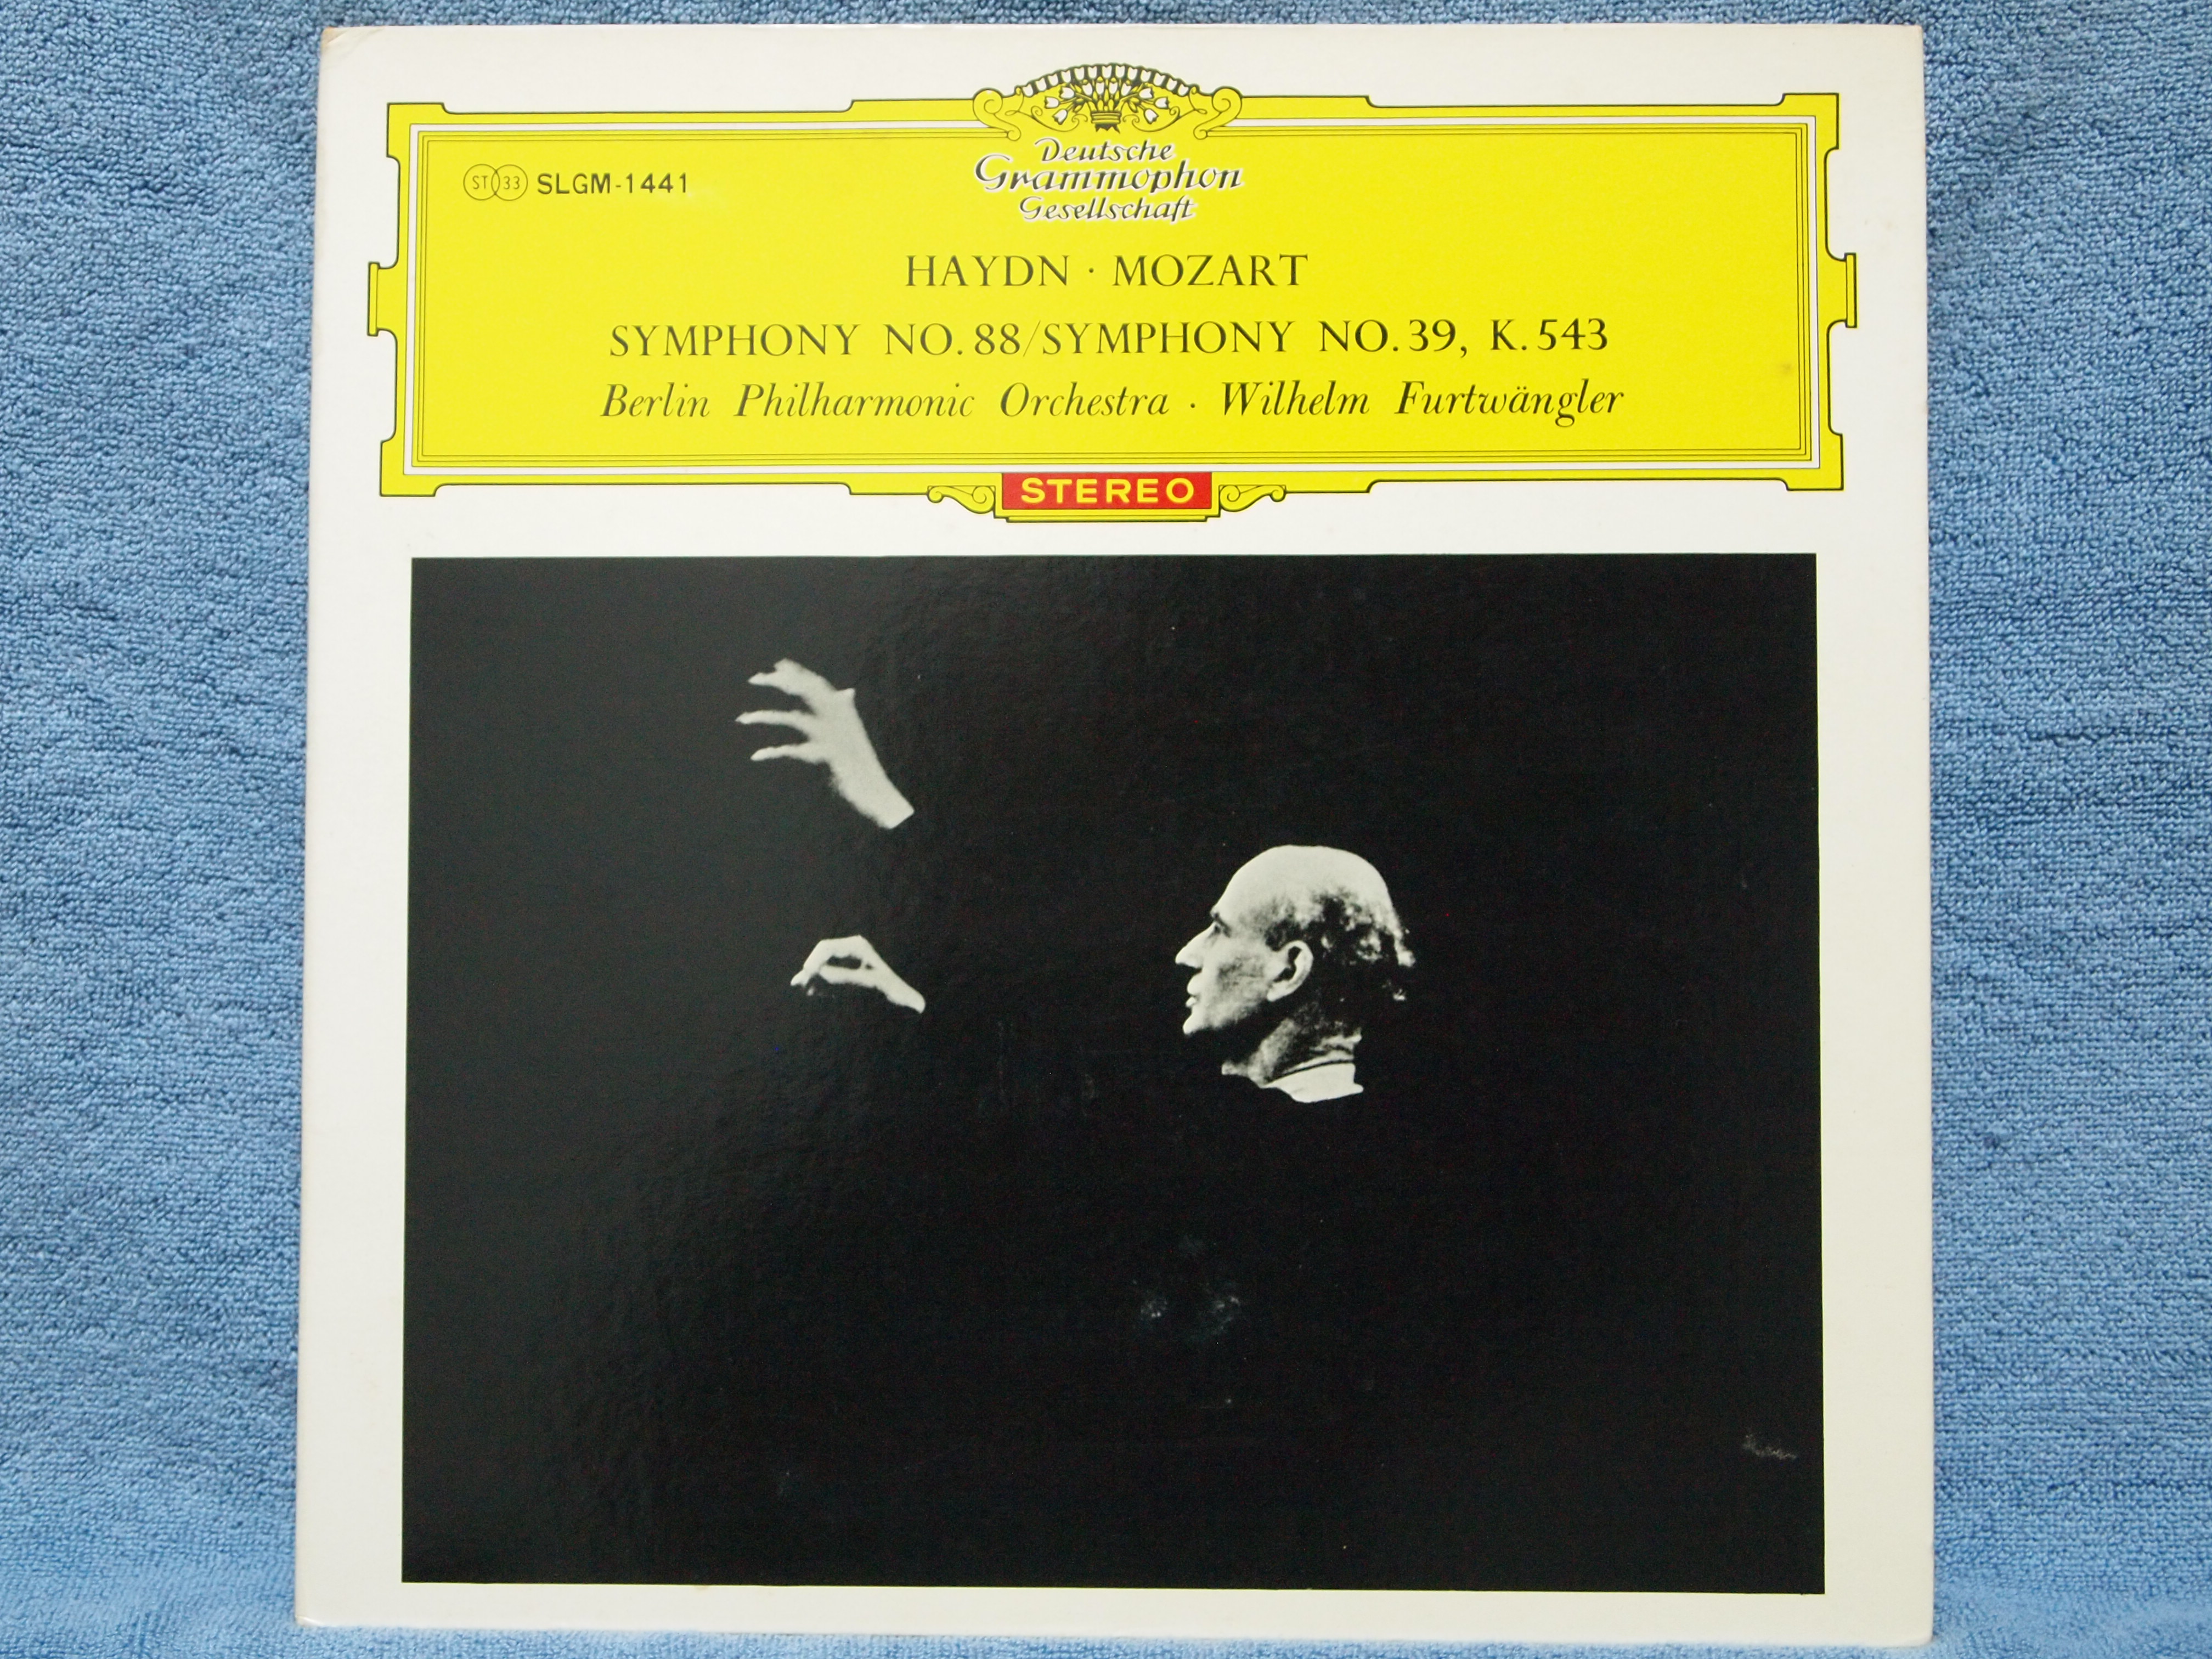 ST 33 SLGM-1441
Deutsche
Grammophon
Gesellschaft
HAYDN · MOZART
SYMPHONY NO. 88/SYMPHONY NO. 39, K. 543
Berlin Philharmonic Orchestra · Wilhelm Furtwängler
STEREO